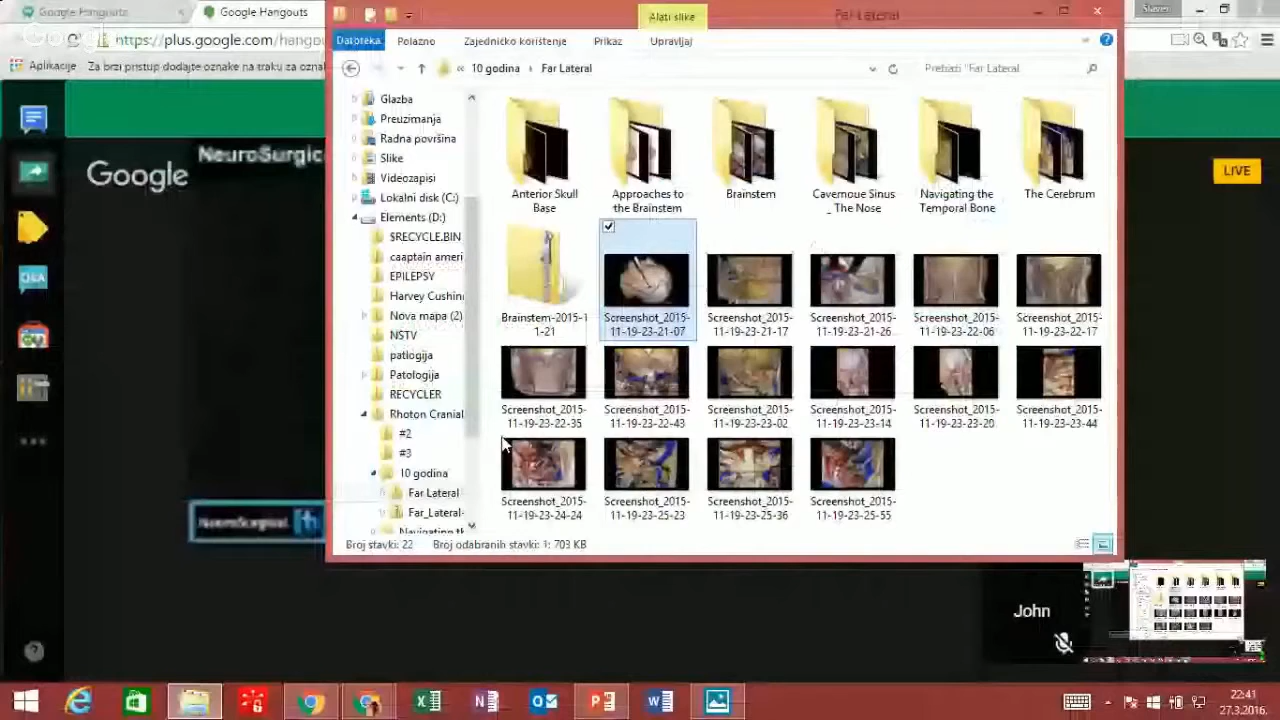 Google Hangouts
Google Hangouts
Far Lateral
Alati slike
https://plus.google.com/hangou
Datoteka
Polazno
Zajedničko korištenje
Prikaz
Upravljaj
Aplikacije
Za brzi pristup dodajte oznake na traku za oznal
10 godina
Far Lateral
Pretraži "Far Lateral
Google
NeuroSurgical
LIVE
Glazba
Preuzimanja
Radna površina
Slike
Videozapisi
Lokalni disk (C:)
Elements (D:)
$RECYCLE.BIN
caaptain ameri
EPILEPSY
Harvey Cushin
Nova mapa (2)
NSTV
patlogija
Patologija
RECYCLER
Rhoton Cranial
#2
#3
10 godina
Far Lateral
Far_Lateral-
Navigating th
Anterior Skull
Base
Approaches to
the Brainstem
Brainstem
Cavernoue Sinus
_ The Nose
Navigating the
Temporal Bone
The Cerebrum
Brainstem-2015-1
1-21
Screenshot_2015-
11-19-23-21-07
Screenshot_2015-
11-19-23-21-17
Screenshot_2015-
11-19-23-21-26
Screenshot_2015-
11-19-23-22-06
Screenshot_2015-
11-19-23-22-17
Screenshot_2015-
11-19-23-22-35
Screenshot_2015-
11-19-23-22-43
Screenshot_2015-
11-19-23-23-02
Screenshot_2015-
11-19-23-23-14
Screenshot_2015-
11-19-23-23-20
Screenshot_2015-
11-19-23-23-44
Screenshot_2015-
11-19-23-24-24
Screenshot_2015-
11-19-23-25-23
Screenshot_2015-
11-19-23-25-36
Screenshot_2015-
11-19-23-25-55
Q&A
NeuroSurgical
Broj stavki: 22
Broj odabranih stavki: 1: 703 KB
John
22:41
27.3.2016.